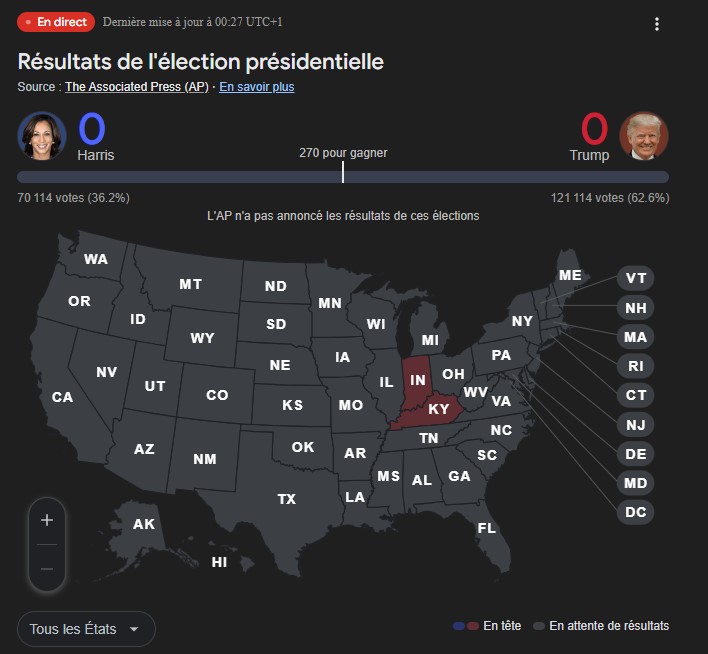 En direct Dernière mise à jour à 00:27 UTC+1
Résultats de l'élection présidentielle
Source : The Associated Press (AP) · En savoir plus
0 0
Harris 270 pour gagner Trump
70 114 votes (36.2%) 121 114 votes (62.6%)
L'AP n'a pas annoncé les résultats de ces élections
WA
MT ND ME VT
OR MN NH
ID SD WI NY MA
WY MI
NV NE IA PA RI
UT CO IL IN OH
CA KS MO KY WV VA CT
AZ NM OK AR TN NC NJ
SC DE
TX LA MS AL GA MD
AK FL DC
HI
+
−
Tous les États En tête En attente de résultats